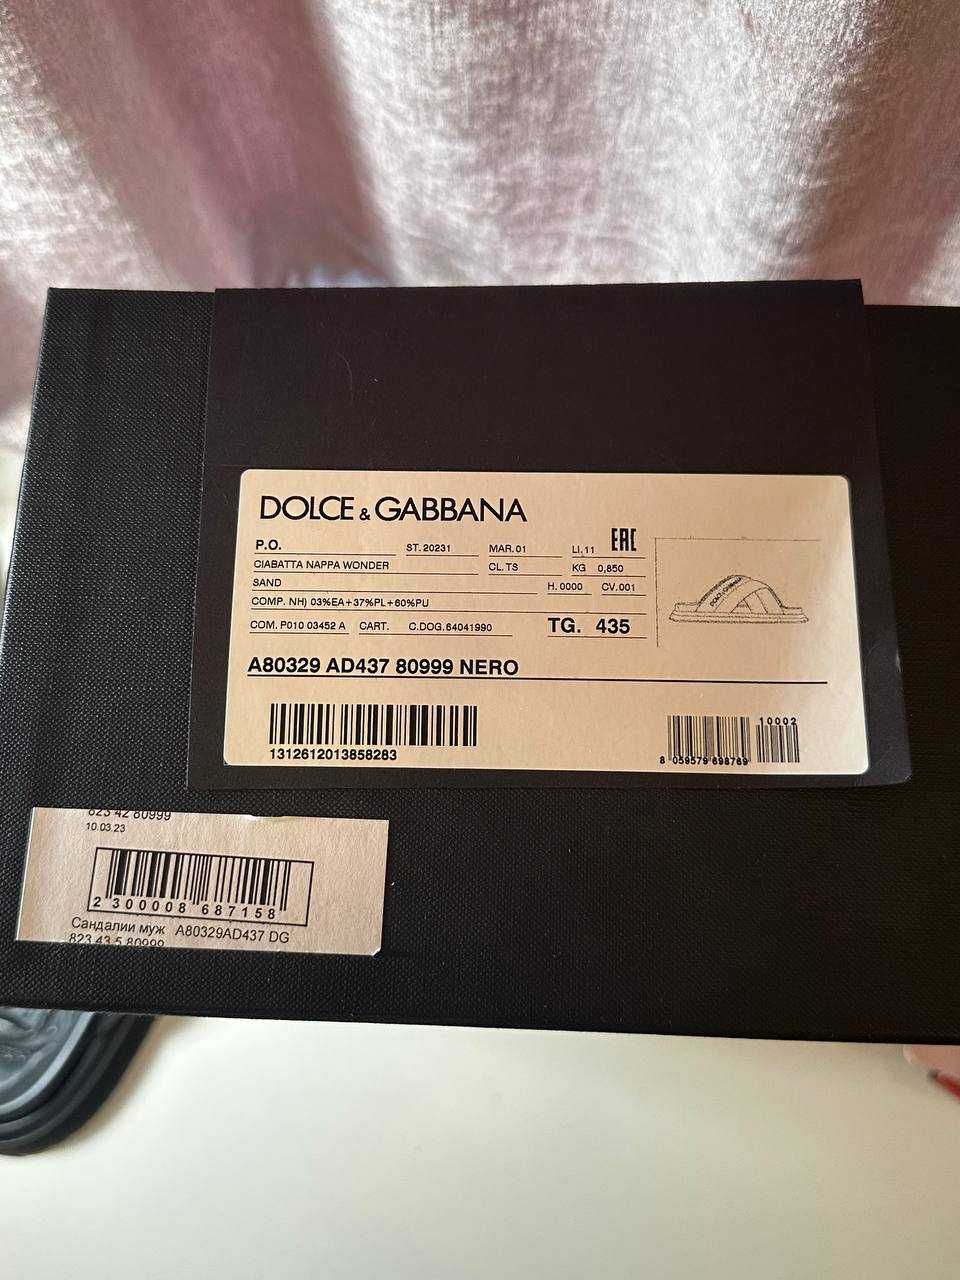 DOLCE & GABBANA
P.O. ST. 20231 MAR. 01 LI. 11 EAC
CIABATTA NAPPA WONDER CL. TS KG 0,850
SAND H. 0000 CV. 001
COMP. NH) 03%EA+37%PL+60%PU
COM. P010 03452 A CART. C.DOG.64041990 TG. 435
DOLCE & GABBANA
A80329 AD437 80999 NERO
1312612013858283
8 059579 698769
10002
823 42 80999
10.03.23
2 300008 687158
Сандалии муж A80329AD437 DG
823 43.5 80999